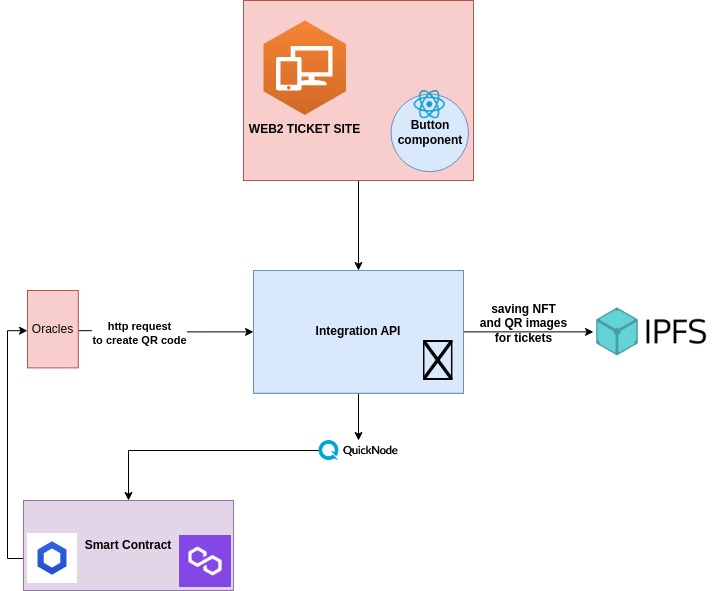 WEB2 TICKET SITE
Button
component
Oracles
http request
to create QR code
Integration API
saving NFT
and QR images
for tickets
IPFS
QuickNode
Smart Contract